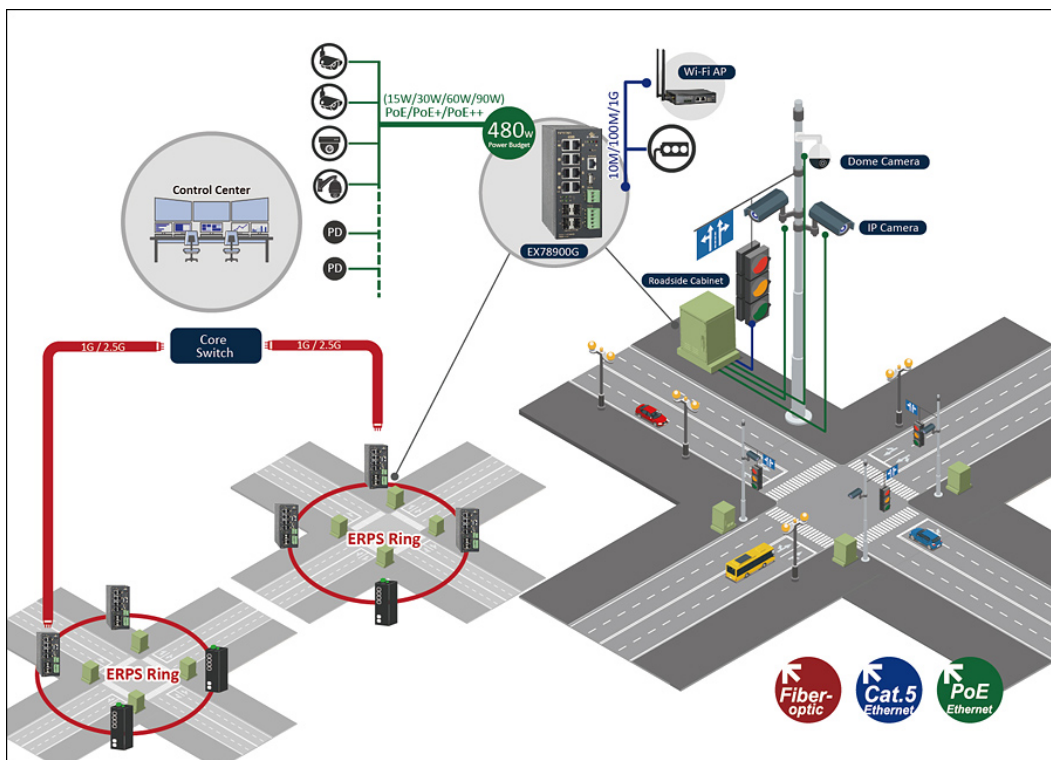 (15W/30W/60W/90W)
PoE/PoE+/PoE++
480W
Power Budget
10M/100M/1G
Wi-Fi AP
Dome Camera
IP Camera
Control Center
PD
PD
EX78900G
Roadside Cabinet
1G / 2.5G
Core
Switch
1G / 2.5G
ERPS Ring
ERPS Ring
Fiber-
optic
Cat.5
Ethernet
PoE
Ethernet